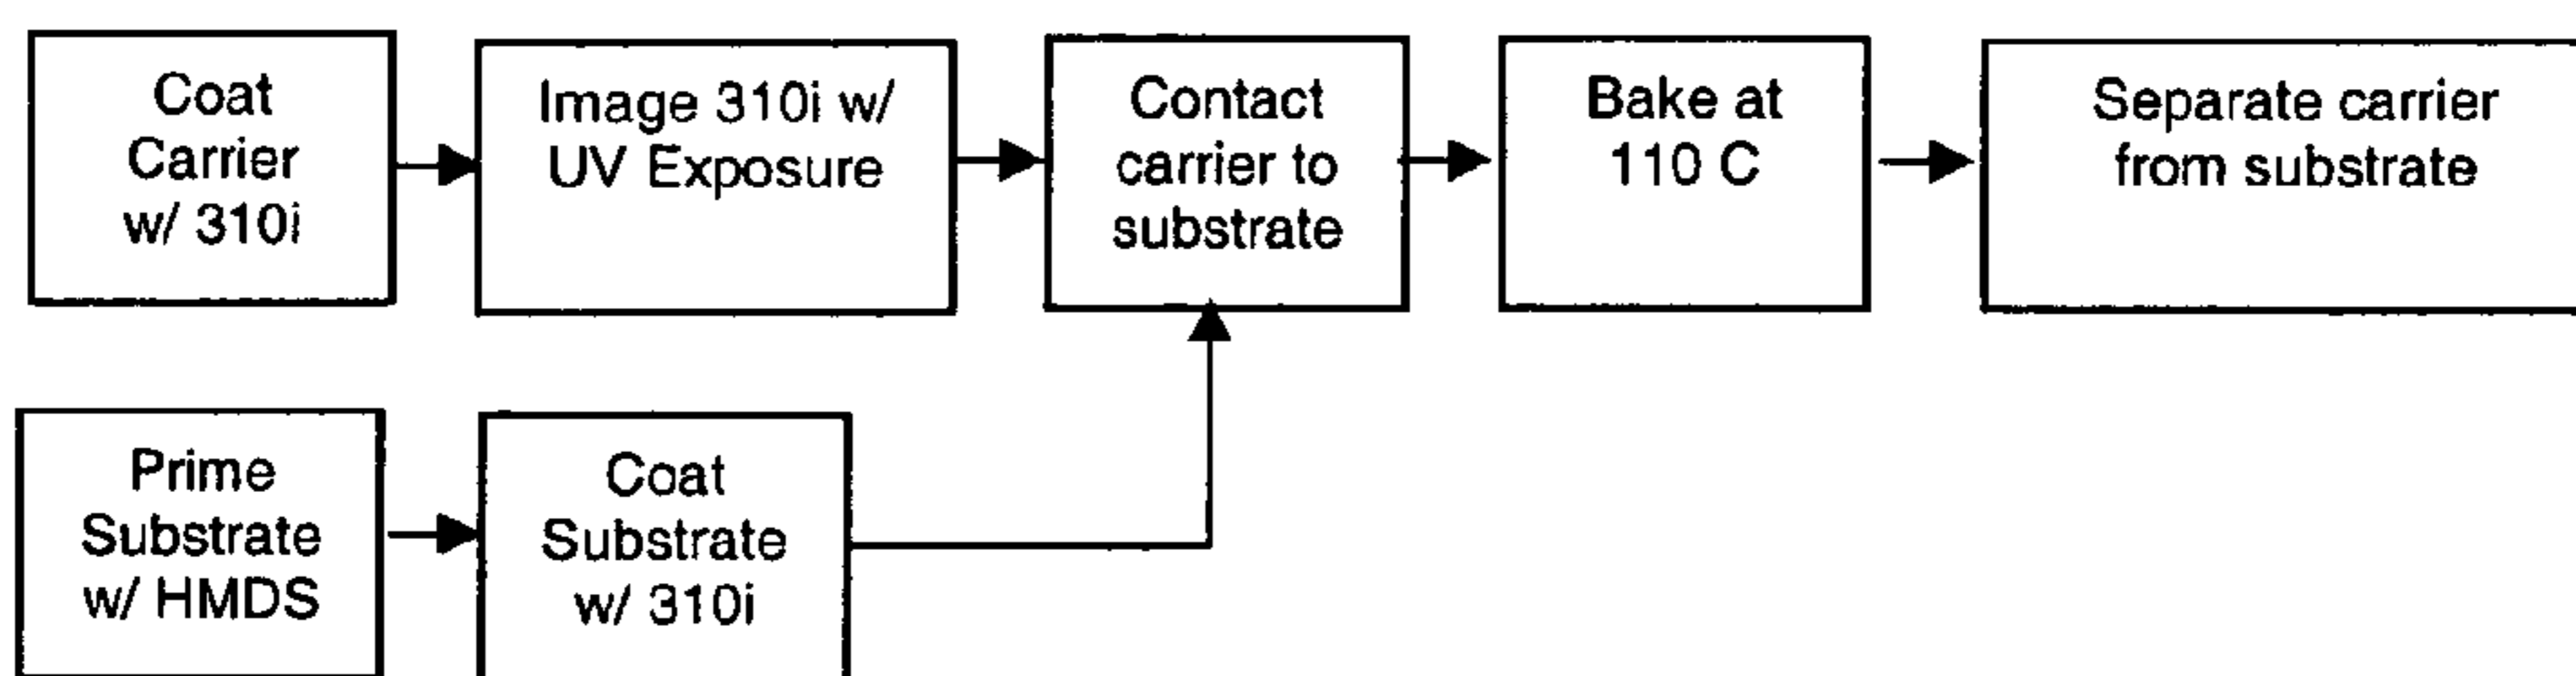 Coat
Carrier
w/ 310i
Image 310i w/
UV Exposure
Contact
carrier to
substrate
Bake at
110 C
Separate carrier
from substrate
Prime
Substrate
w/ HMDS
Coat
Substrate
w/ 310i